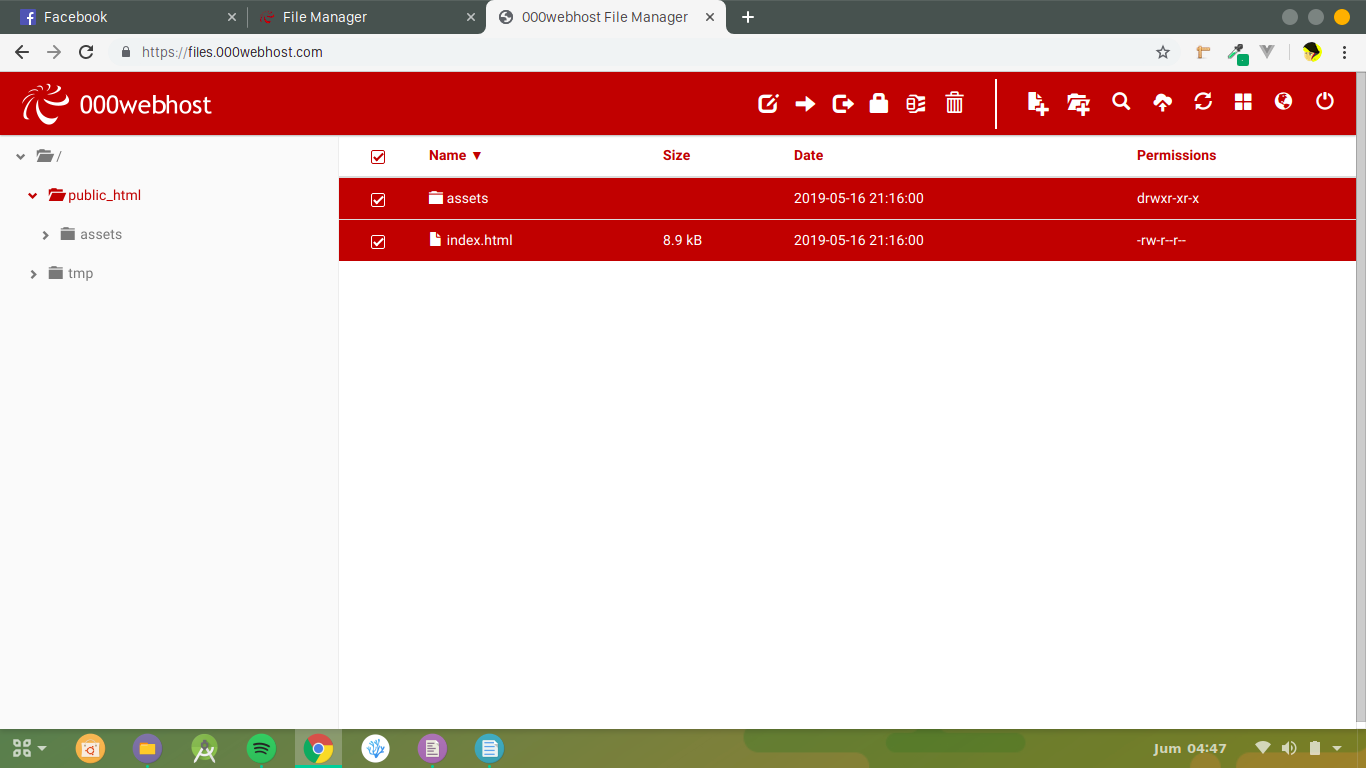 Facebook
File Manager
000webhost File Manager
https://files.000webhost.com
000webhost
/
Name ▼ Size Date Permissions
public_html
assets 2019-05-16 21:16:00 drwxr-xr-x
assets
index.html 8.9 kB 2019-05-16 21:16:00 -rw-r--r--
tmp
Jum 04:47